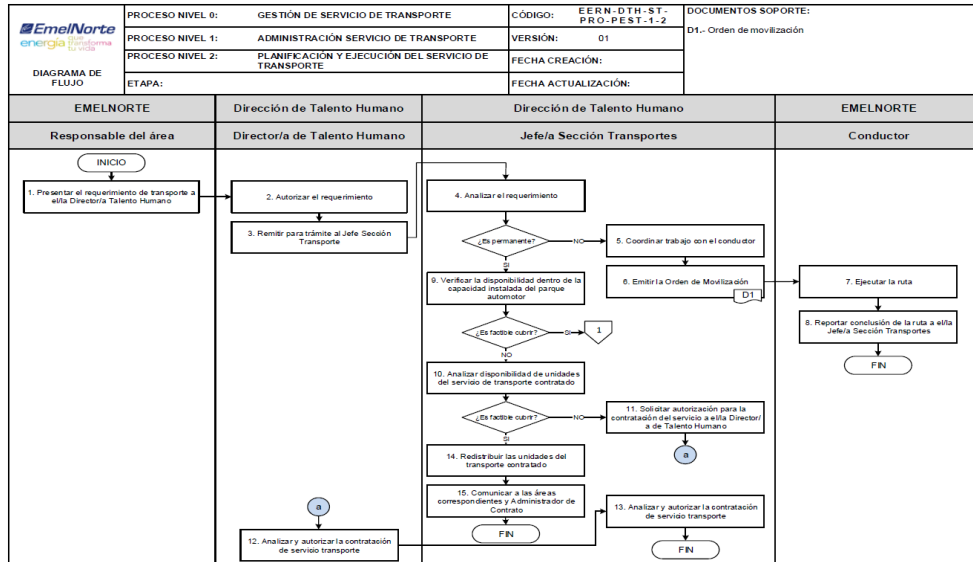 EmelNorte
energía que transforma tu vida
DIAGRAMA DE
FLUJO
PROCESO NIVEL 0: GESTIÓN DE SERVICIO DE TRANSPORTE
PROCESO NIVEL 1: ADMINISTRACIÓN SERVICIO DE TRANSPORTE
PROCESO NIVEL 2: PLANIFICACIÓN Y EJECUCIÓN DEL SERVICIO DE
TRANSPORTE
ETAPA:
CÓDIGO: EERN-DTH-ST-
PRO-PEST-1-2
VERSIÓN: 01
FECHA CREACIÓN:
FECHA ACTUALIZACIÓN:
DOCUMENTOS SOPORTE:
D1.- Orden de movilización
EMELNORTE
Dirección de Talento Humano
Dirección de Talento Humano
EMELNORTE
Responsable del área
Director/a de Talento Humano
Jefe/a Sección Transportes
Conductor
INICIO
1. Presentar el requerimiento de transporte a
el/la Director/a Talento Humano
2. Autorizar el requerimiento
3. Remitir para trámite al Jefe Sección
Transporte
4. Analizar el requerimiento
¿Es permanente?
NO
SI
5. Coordinar trabajo con el conductor
6. Emitir la Orden de Movilización
D1
7. Ejecutar la ruta
8. Reportar conclusión de la ruta a el/la
Jefe/a Sección Transportes
FIN
9. Verificar la disponibilidad dentro de la
capacidad instalada del parque
automotor
¿Es factible cubrir?
SI
1
NO
10. Analizar disponibilidad de unidades
del servicio de transporte contratado
¿Es factible cubrir?
NO
SI
11. Solicitar autorización para la
contratación del servicio a el/la Director/
a de Talento Humano
a
14. Redistribuir las unidades del
transporte contratado
15. Comunicar a las áreas
correspondientes y Administrador de
Contrato
FIN
a
12. Analizar y autorizar la contratación
de servicio transporte
13. Analizar y autorizar la contratación
de servicio transporte
FIN